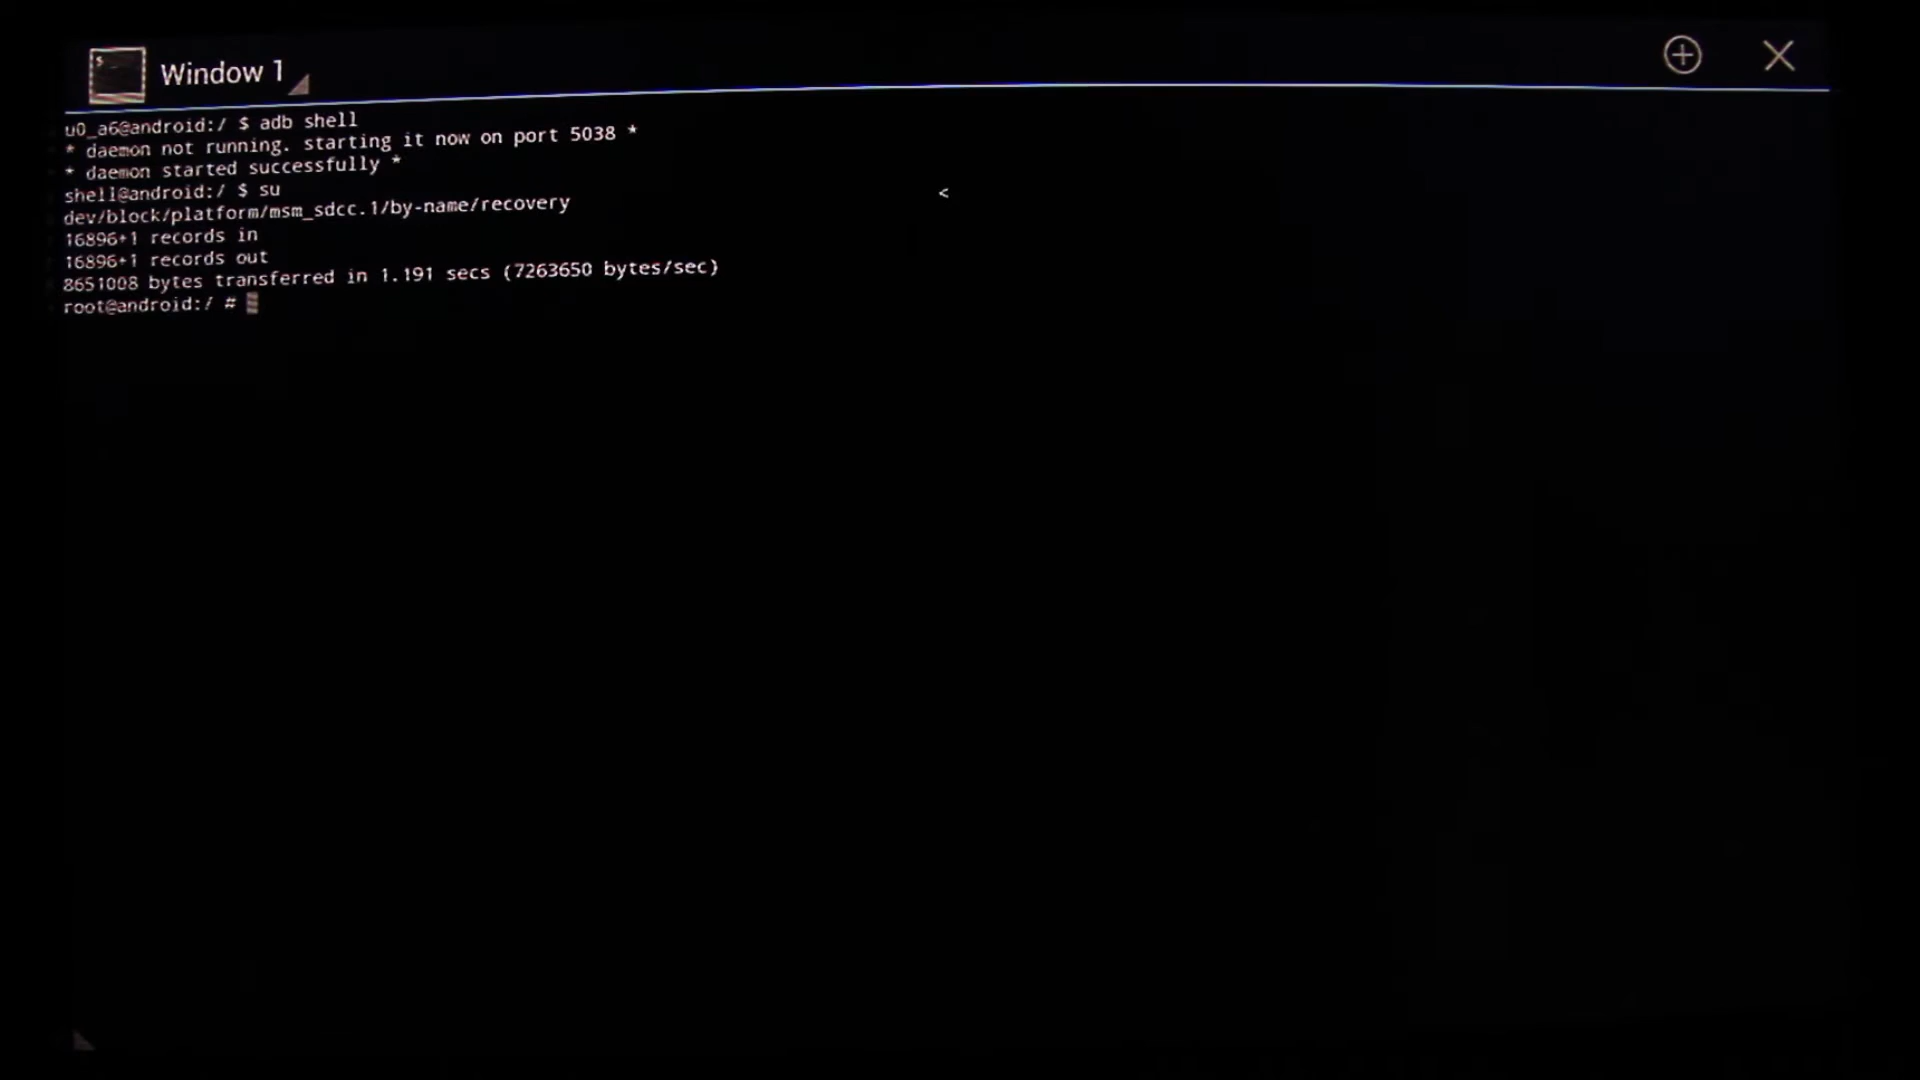 Window 1
u0_a6@android:/ $ adb shell
* daemon not running. starting it now on port 5038 *
* daemon started successfully *
shell@android:/ $ su
<
dev/block/platform/msm_sdcc.1/by-name/recovery
16896+1 records in
16896+1 records out
8651008 bytes transferred in 1.191 secs (7263650 bytes/sec)
root@android:/ #